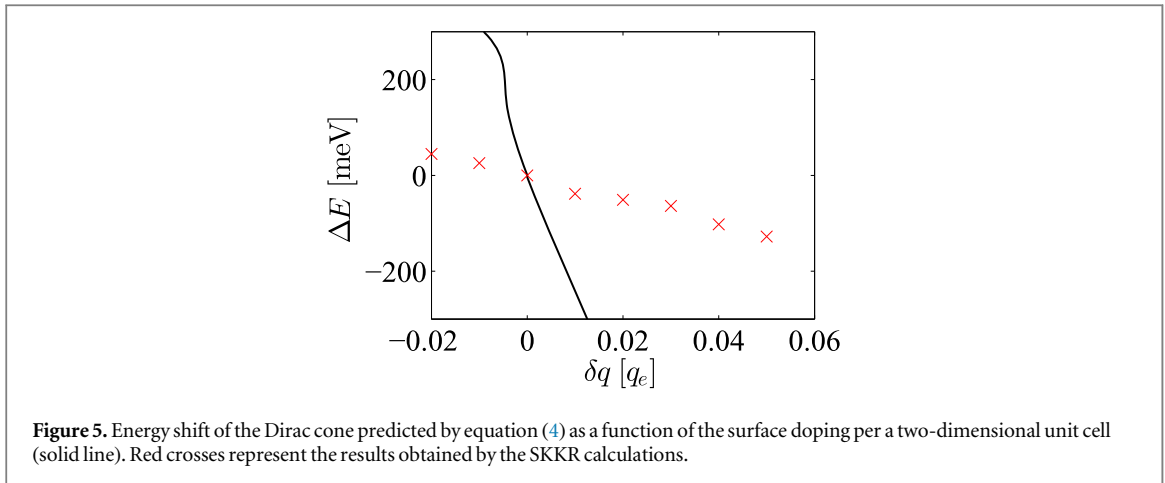 200
0
−200
ΔE [meV]
−0.02 0 0.02 0.04 0.06
δq [qe]
Figure 5. Energy shift of the Dirac cone predicted by equation (4) as a function of the surface doping per a two-dimensional unit cell
(solid line). Red crosses represent the results obtained by the SKKR calculations.